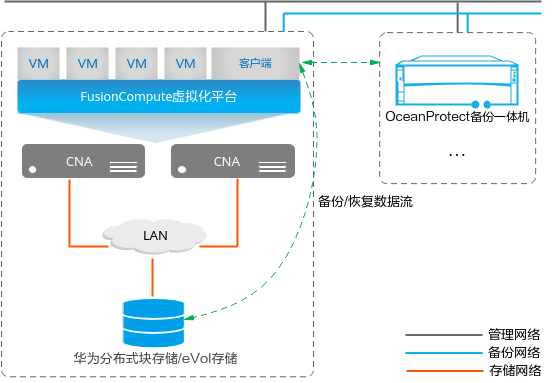 VM VM VM VM 客户端
FusionCompute虚拟化平台
OceanProtect备份一体机
...
CNA CNA
备份/恢复数据流
LAN
华为分布式块存储/eVol存储
管理网络
备份网络
存储网络